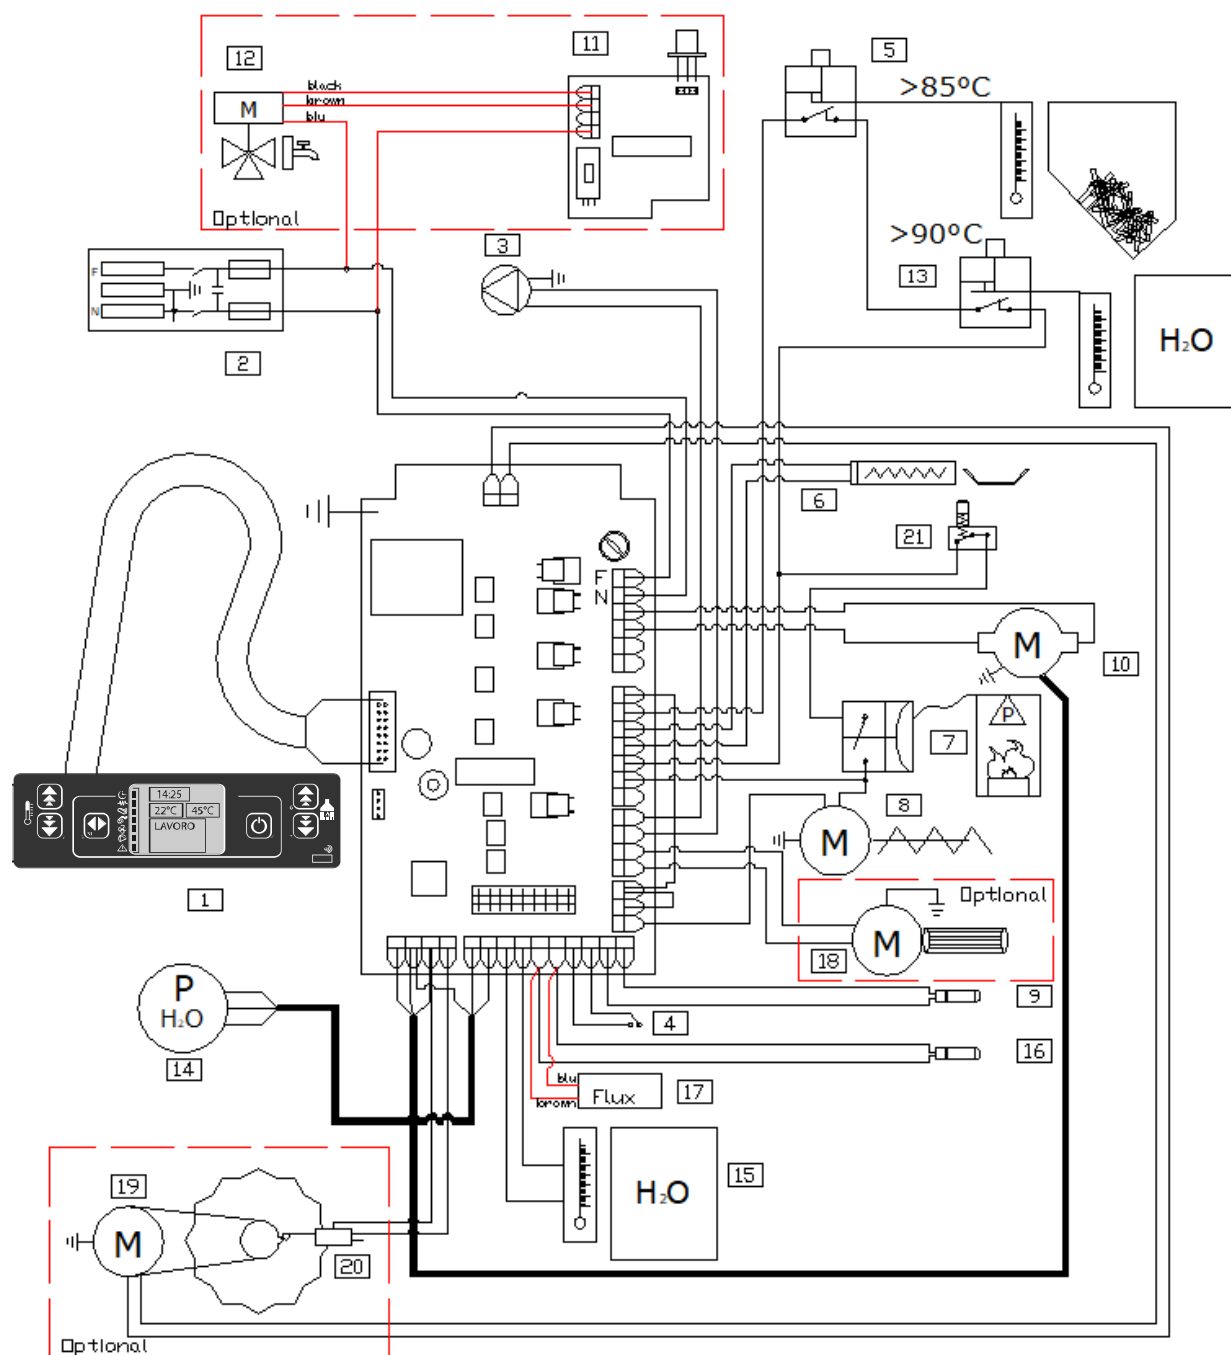 12
11
5
black
brown
blu
M
>85°C
Optional
3
>90°C
13
F
N
2
H₂O
6
21
F
N
M
10
P
7
14:25
22°C 45°C
LAVORO
8
M
1
Optional
M
18
9
P
H₂O
4
16
14
blu
brown
Flux
17
15
H₂O
19
M
20
Optional